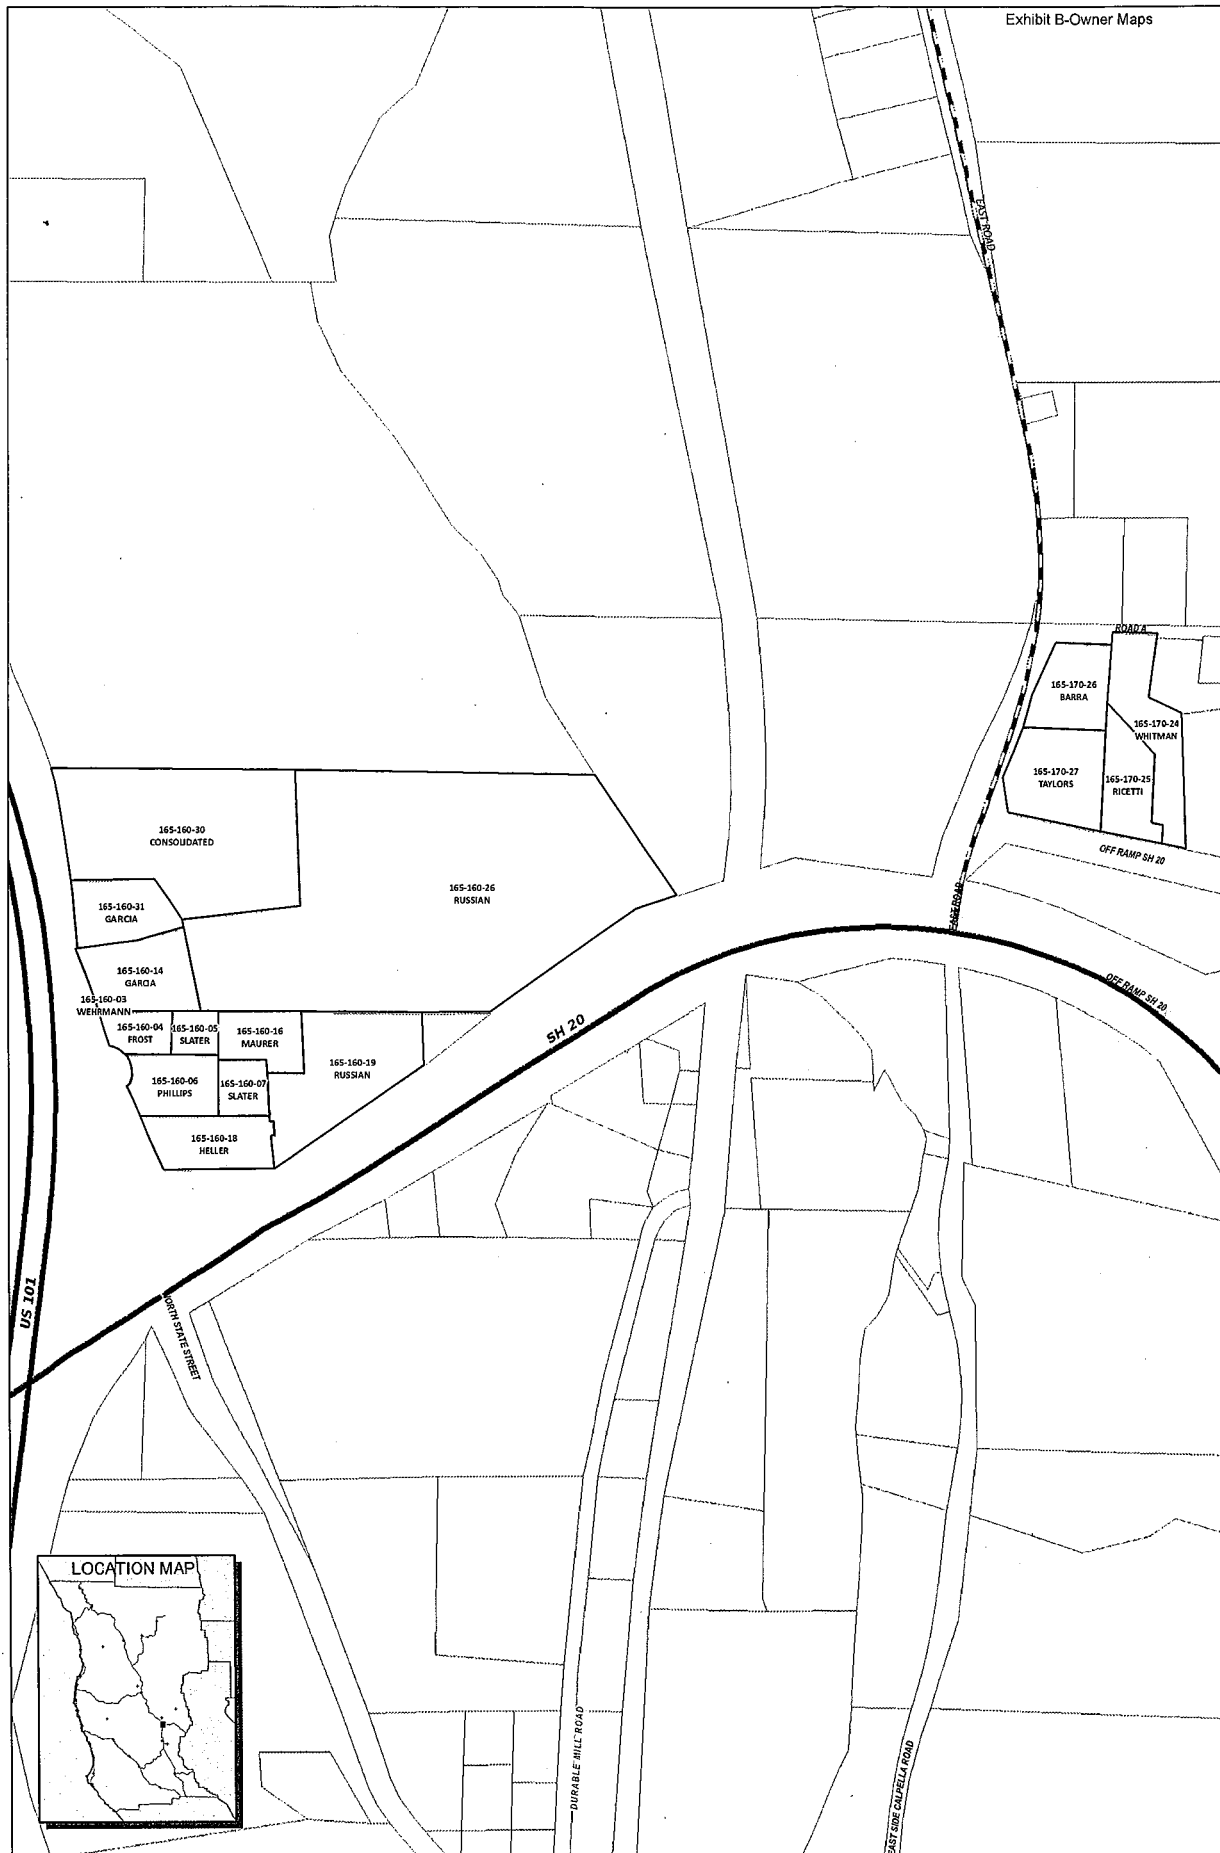 Exhibit B-Owner Maps
EAST ROAD
ROAD A
165-170-26
BARRA
165-170-24
WHITMAN
165-170-27
TAYLORS
165-170-25
RICETTI
OFF RAMP SH 20
165-160-30
CONSOLIDATED
165-160-26
RUSSIAN
165-160-31
GARCIA
EAST ROAD
165-160-14
GARCIA
OFF RAMP SH 20
165-160-03
WEHRMANN
165-160-04
FROST
165-160-05
SLATER
165-160-16
MAURER
SH 20
165-160-19
RUSSIAN
165-160-06
PHILLIPS
165-160-07
SLATER
165-160-18
HELLER
US 101
NORTH STATE STREET
LOCATION MAP
DURABLE MILL ROAD
EAST SIDE CALPELLA ROAD